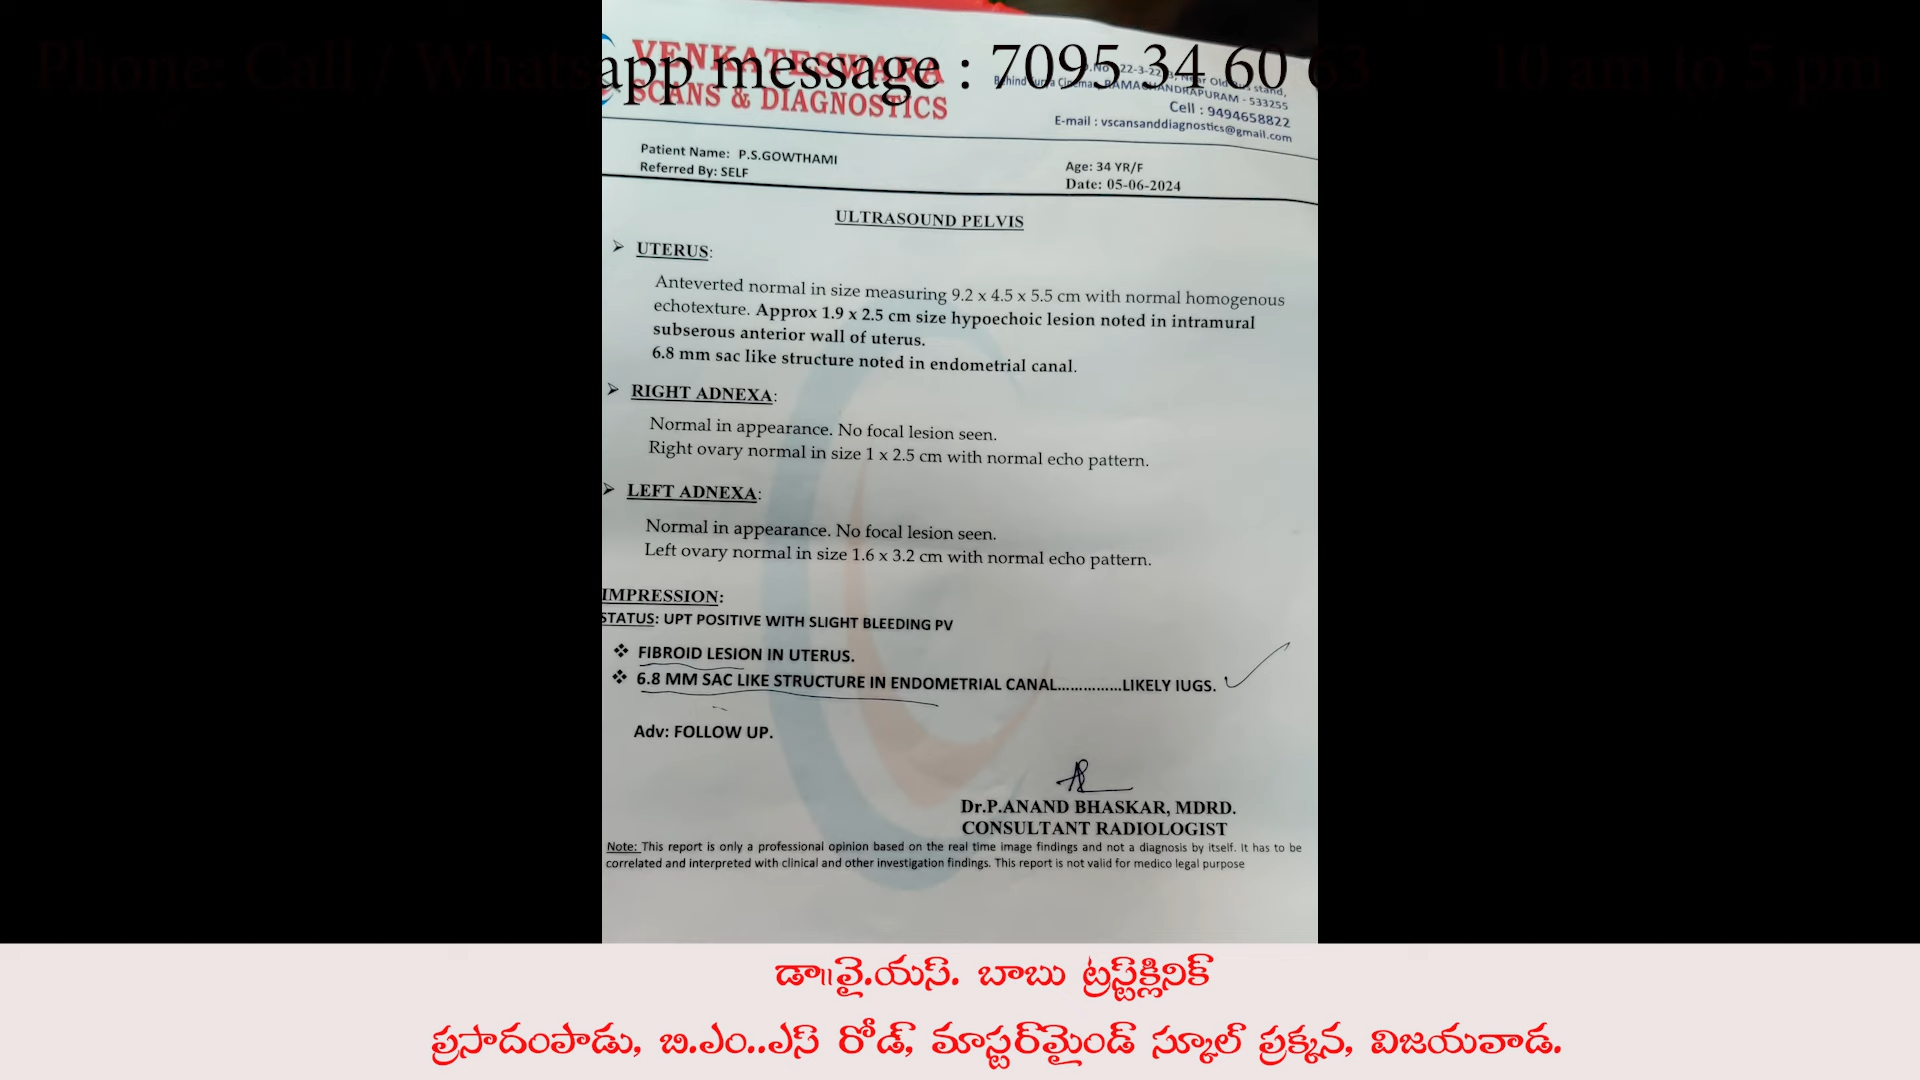 Phone: Call / Whatsapp message : 7095 34 60 63 10 am to 5 pm
VENKATESWARA
SCANS & DIAGNOSTICS
Behind Surya Cinemas, RAMACHANDRAPURAM - 533255
Cell : 9494658822
E-mail : vscansanddiagnostics@gmail.com
Patient Name: P.S.GOWTHAMI
Age: 34 YR/F
Referred By: SELF
Date: 05-06-2024
ULTRASOUND PELVIS
➢ UTERUS:
Anteverted normal in size measuring 9.2 x 4.5 x 5.5 cm with normal homogenous
echotexture. Approx 1.9 x 2.5 cm size hypoechoic lesion noted in intramural
subserous anterior wall of uterus.
6.8 mm sac like structure noted in endometrial canal.
➢ RIGHT ADNEXA:
Normal in appearance. No focal lesion seen.
Right ovary normal in size 1 x 2.5 cm with normal echo pattern.
➢ LEFT ADNEXA:
Normal in appearance. No focal lesion seen.
Left ovary normal in size 1.6 x 3.2 cm with normal echo pattern.
IMPRESSION:
STATUS: UPT POSITIVE WITH SLIGHT BLEEDING PV
❖ FIBROID LESION IN UTERUS.
❖ 6.8 MM SAC LIKE STRUCTURE IN ENDOMETRIAL CANAL...............LIKELY IUGS.
Adv: FOLLOW UP.
Dr.P.ANAND BHASKAR, MDRD.
CONSULTANT RADIOLOGIST
Note: This report is only a professional opinion based on the real time image findings and not a diagnosis by itself. It has to be
correlated and interpreted with clinical and other investigation findings. This report is not valid for medico legal purpose
డా॥వై.యస్. బాబు ట్రస్ట్‌క్లినిక్
ప్రసాదంపాడు, బి.ఎం..ఎస్ రోడ్, మాస్టర్‌మైండ్ స్కూల్ ప్రక్కన, విజయవాడ.